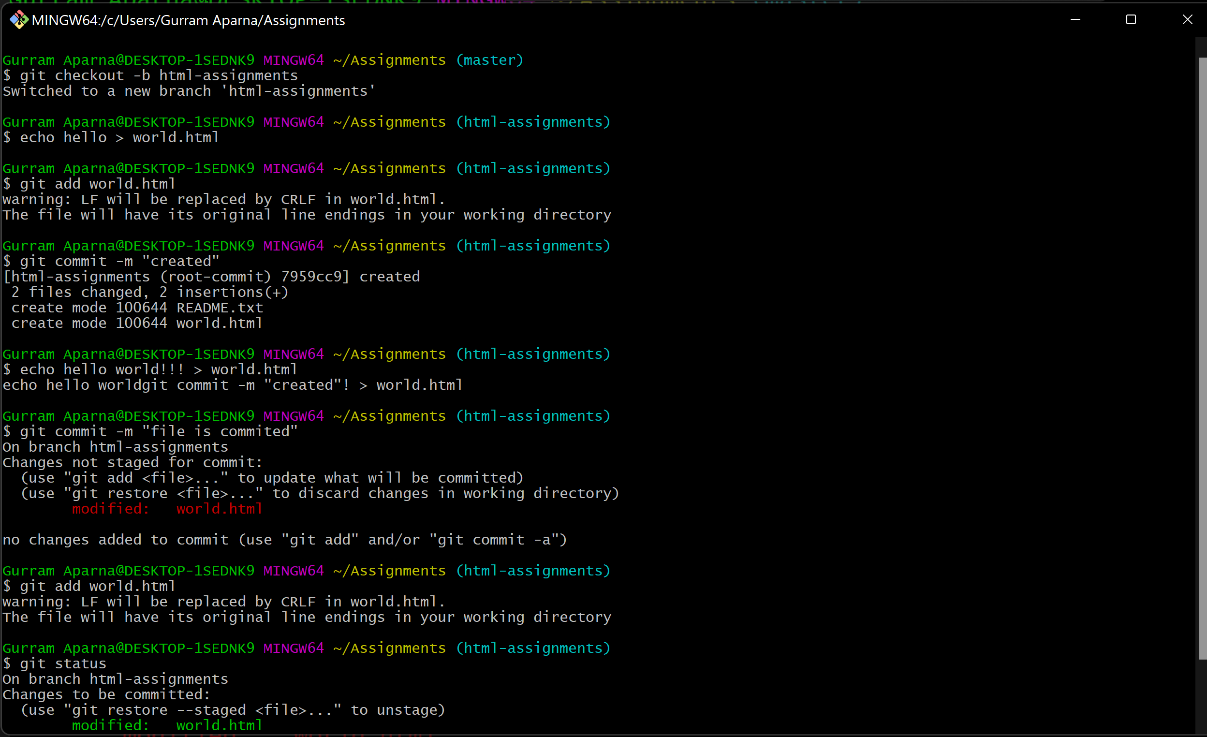 MINGW64:/c/Users/Gurram Aparna/Assignments
Gurram Aparna@DESKTOP-1SEDNK9 MINGW64 ~/Assignments (master)
$ git checkout -b html-assignments
Switched to a new branch 'html-assignments'
Gurram Aparna@DESKTOP-1SEDNK9 MINGW64 ~/Assignments (html-assignments)
$ echo hello > world.html
Gurram Aparna@DESKTOP-1SEDNK9 MINGW64 ~/Assignments (html-assignments)
$ git add world.html
warning: LF will be replaced by CRLF in world.html.
The file will have its original line endings in your working directory
Gurram Aparna@DESKTOP-1SEDNK9 MINGW64 ~/Assignments (html-assignments)
$ git commit -m "created"
[html-assignments (root-commit) 7959cc9] created
 2 files changed, 2 insertions(+)
 create mode 100644 README.txt
 create mode 100644 world.html
Gurram Aparna@DESKTOP-1SEDNK9 MINGW64 ~/Assignments (html-assignments)
$ echo hello world!!! > world.html
echo hello worldgit commit -m "created"! > world.html
Gurram Aparna@DESKTOP-1SEDNK9 MINGW64 ~/Assignments (html-assignments)
$ git commit -m "file is commited"
On branch html-assignments
Changes not staged for commit:
  (use "git add <file>..." to update what will be committed)
  (use "git restore <file>..." to discard changes in working directory)
        modified:   world.html
no changes added to commit (use "git add" and/or "git commit -a")
Gurram Aparna@DESKTOP-1SEDNK9 MINGW64 ~/Assignments (html-assignments)
$ git add world.html
warning: LF will be replaced by CRLF in world.html.
The file will have its original line endings in your working directory
Gurram Aparna@DESKTOP-1SEDNK9 MINGW64 ~/Assignments (html-assignments)
$ git status
On branch html-assignments
Changes to be committed:
  (use "git restore --staged <file>..." to unstage)
        modified:   world.html